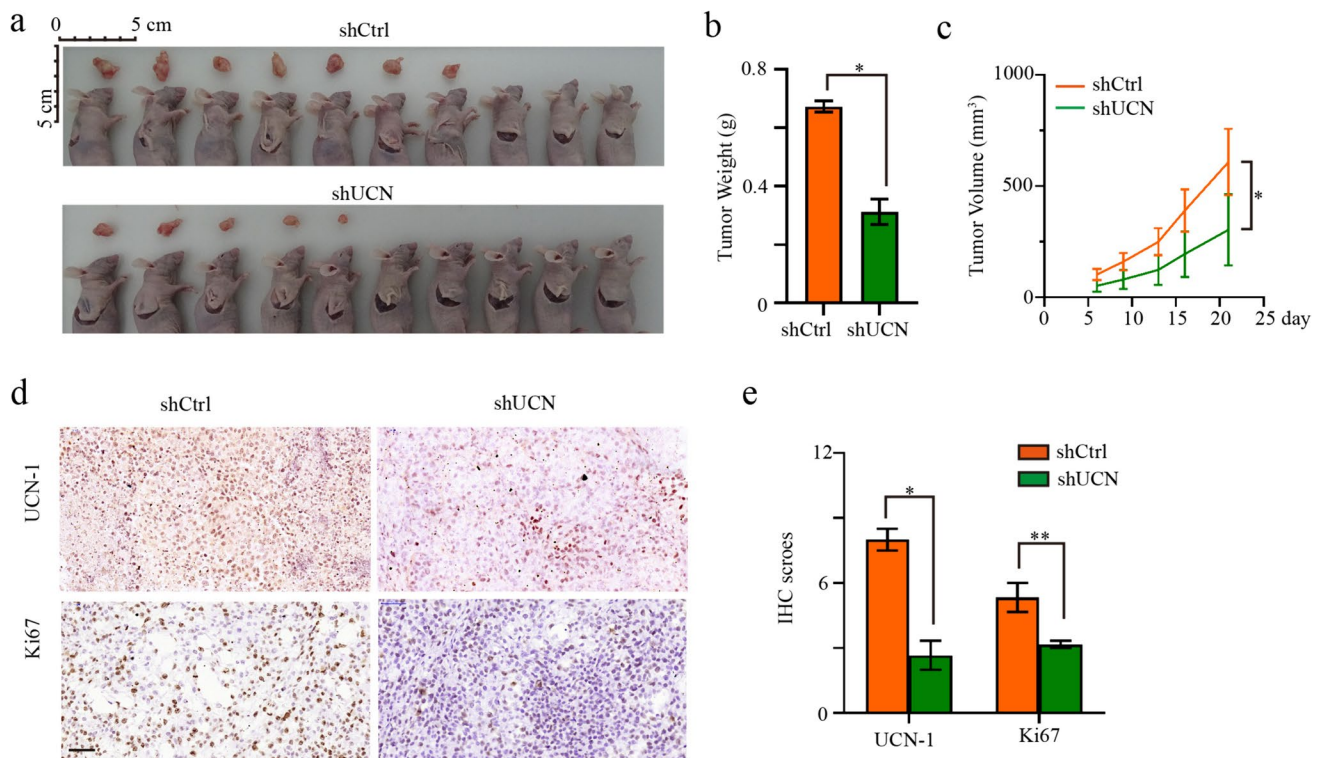 a
0 5 cm
shCtrl
5 cm
shUCN
b
Tumor Weight (g)
0.8
0.4
0
*
shCtrl
shUCN
c
Tumor Volume (mm³)
1000
500
0
shCtrl
shUCN
*
0 5 10 15 20 25 day
d
shCtrl shUCN
UCN-1
Ki67
e
IHC scroes
12
6
0
shCtrl
shUCN
*
**
UCN-1 Ki67